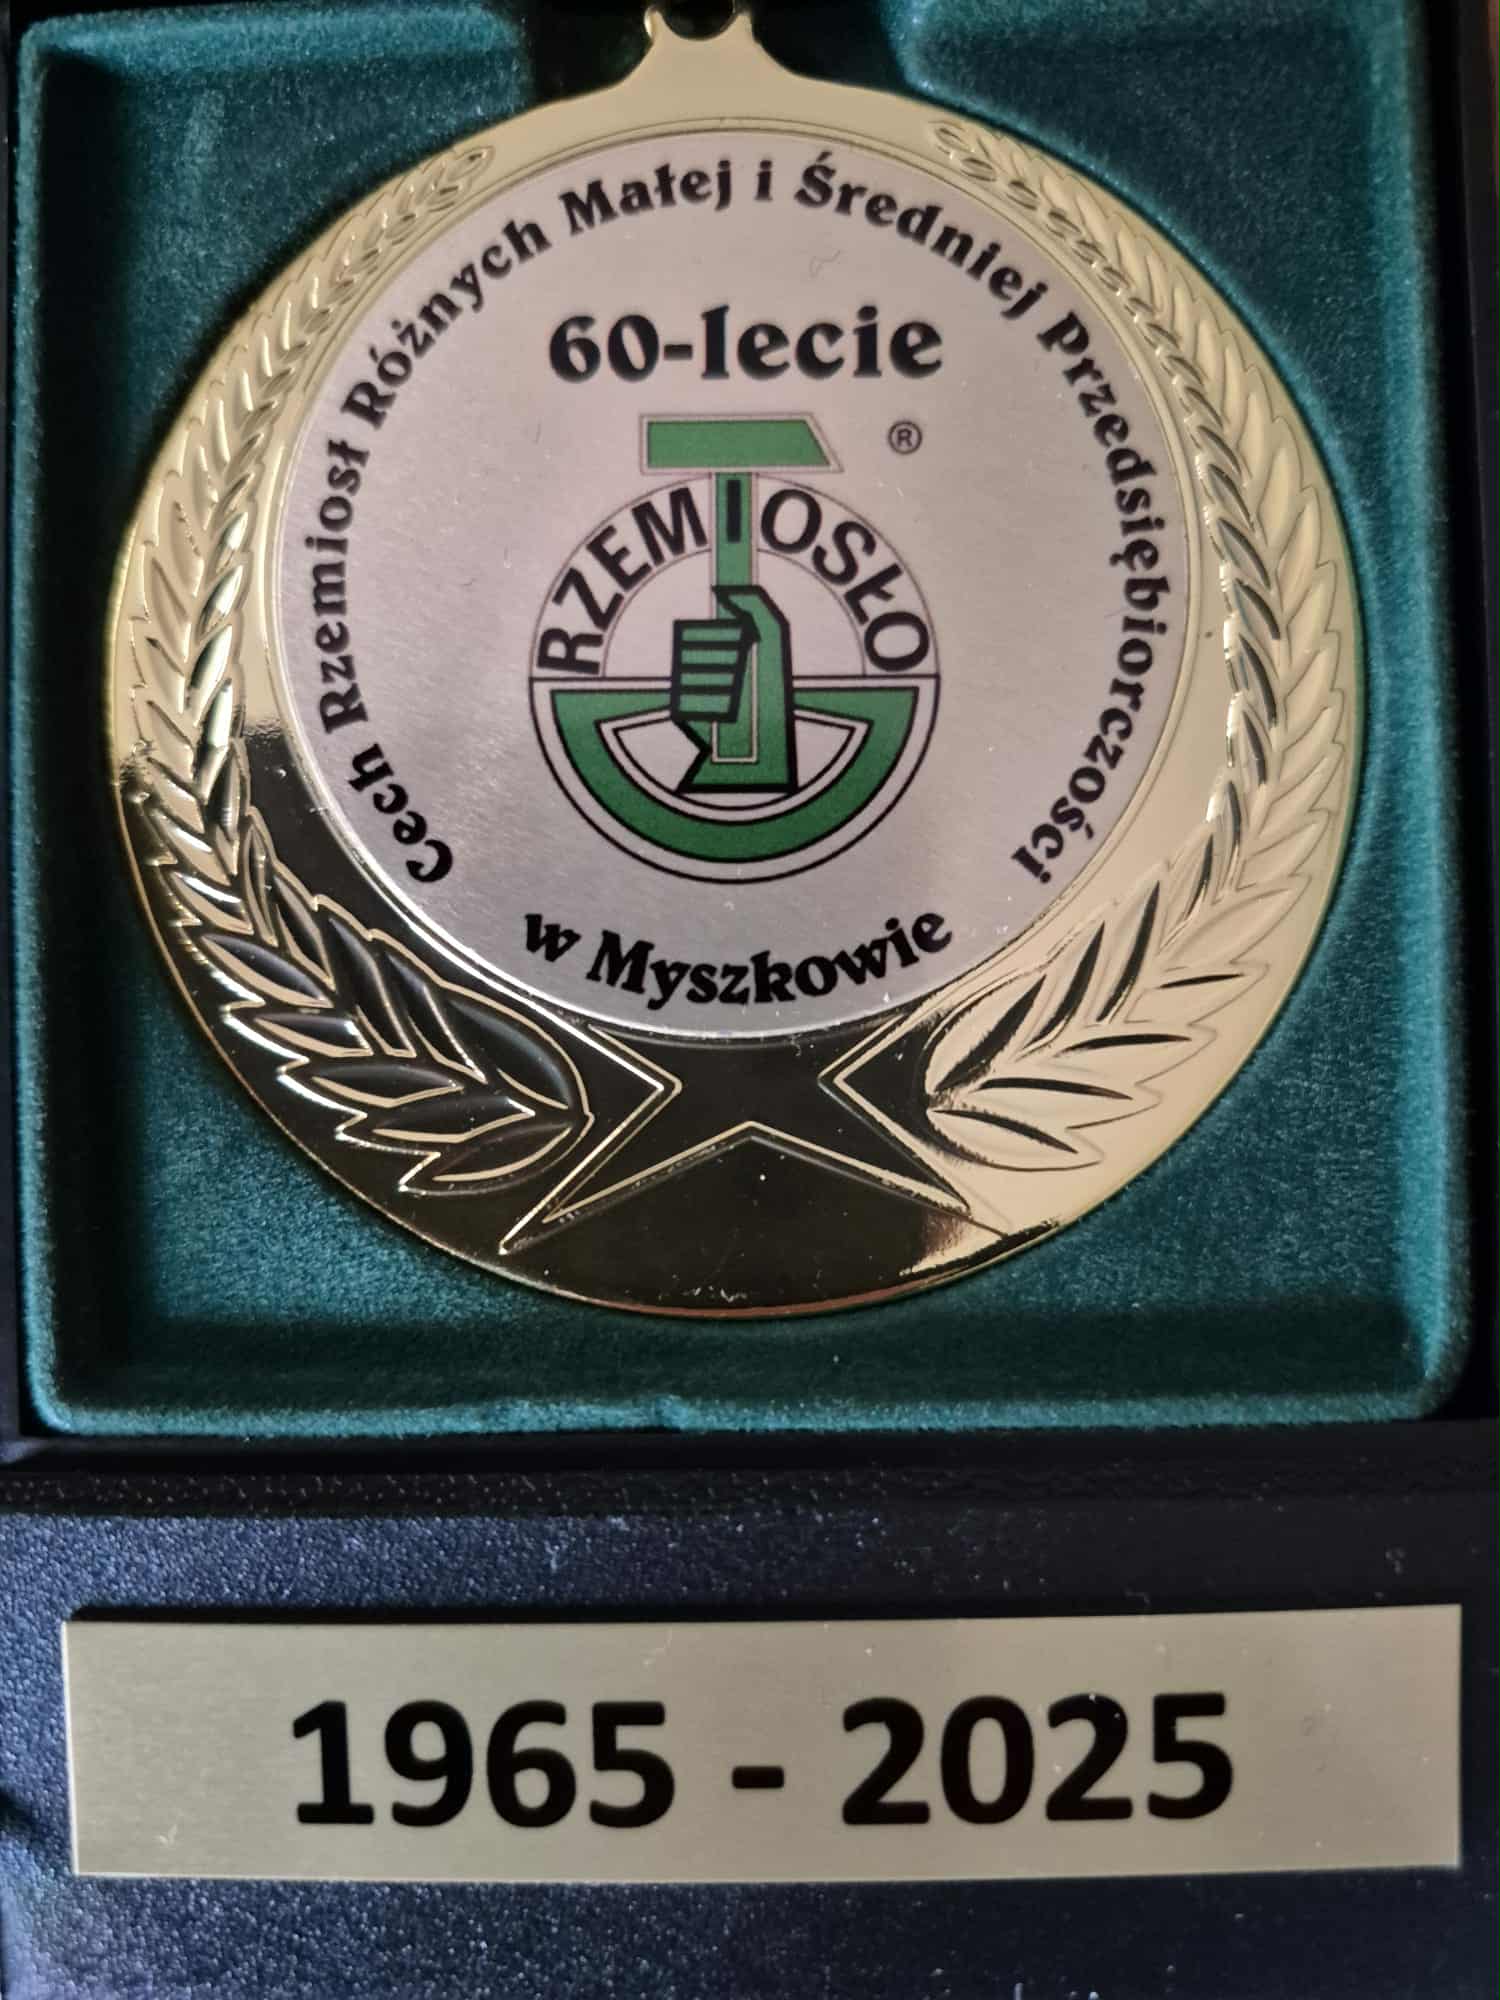 Cech Rzemiosł Różnych Małej i Średniej Przedsiębiorczości
60-lecie
®
RZEMIOSŁO
w Myszkowie
1965 - 2025